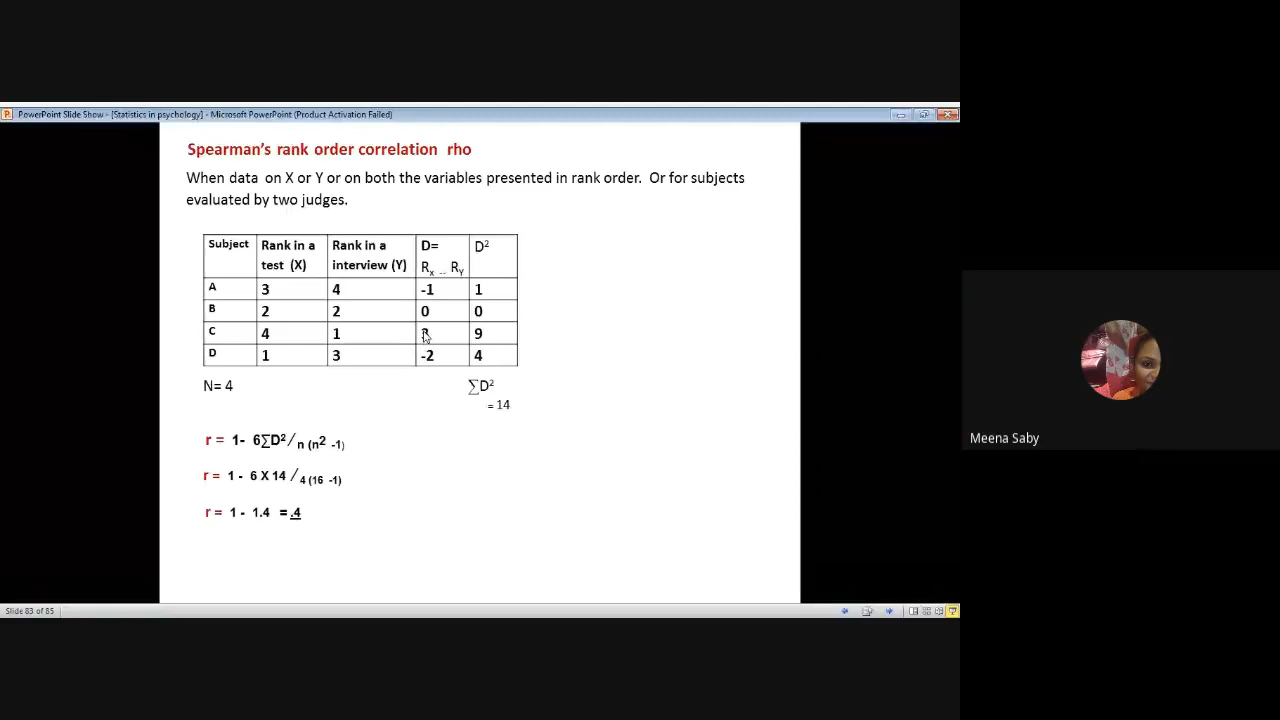 PowerPoint Slide Show - [Statistics in psychology] - Microsoft PowerPoint (Product Activation Failed)
Spearman's rank order correlation rho
When data on X or Y or on both the variables presented in rank order. Or for subjects
evaluated by two judges.
Subject Rank in a test (X) Rank in a interview (Y) D= Rx -- RY D²
A 3 4 -1 1
B 2 2 0 0
C 4 1 9
D 1 3 -2 4
N= 4 ∑D²
= 14
r = 1- 6∑D² / n (n2 -1)
r = 1 - 6 X 14 / 4 (16 -1)
r = 1 - 1.4 = .4
Meena Saby
Slide 83 of 85